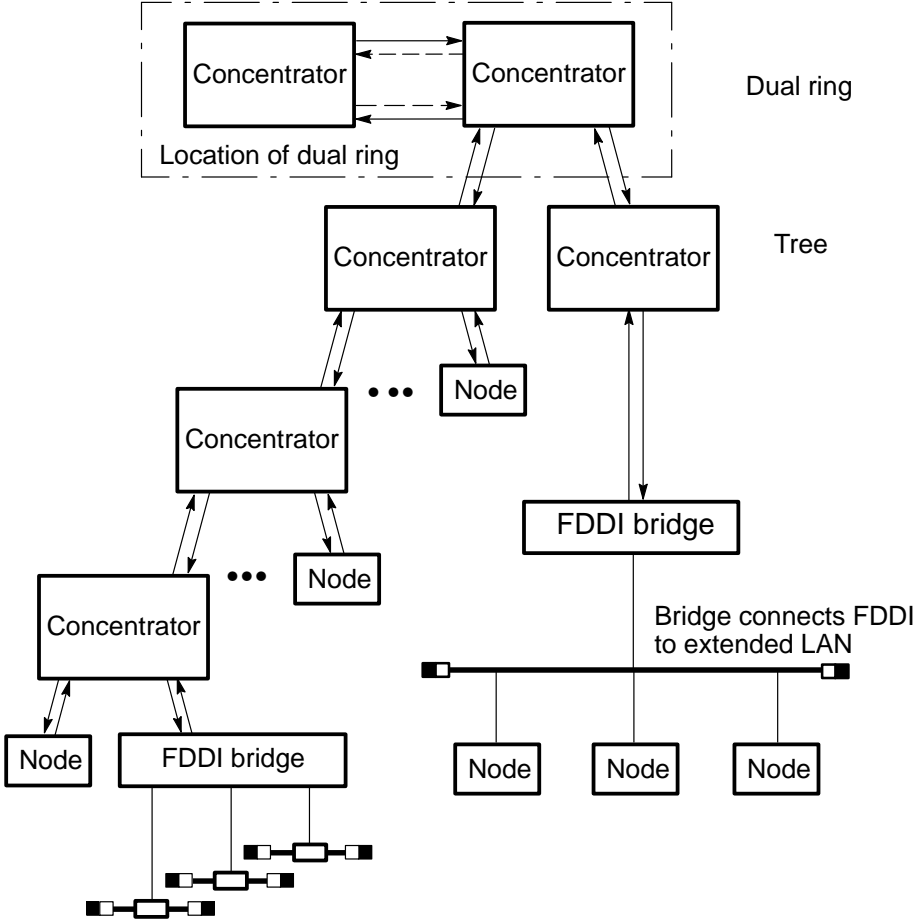 Concentrator
Concentrator
Dual ring
Location of dual ring
Concentrator
Concentrator
Tree
Node
Concentrator
FDDI bridge
Node
Concentrator
Bridge connects FDDI
to extended LAN
Node
FDDI bridge
Node
Node
Node